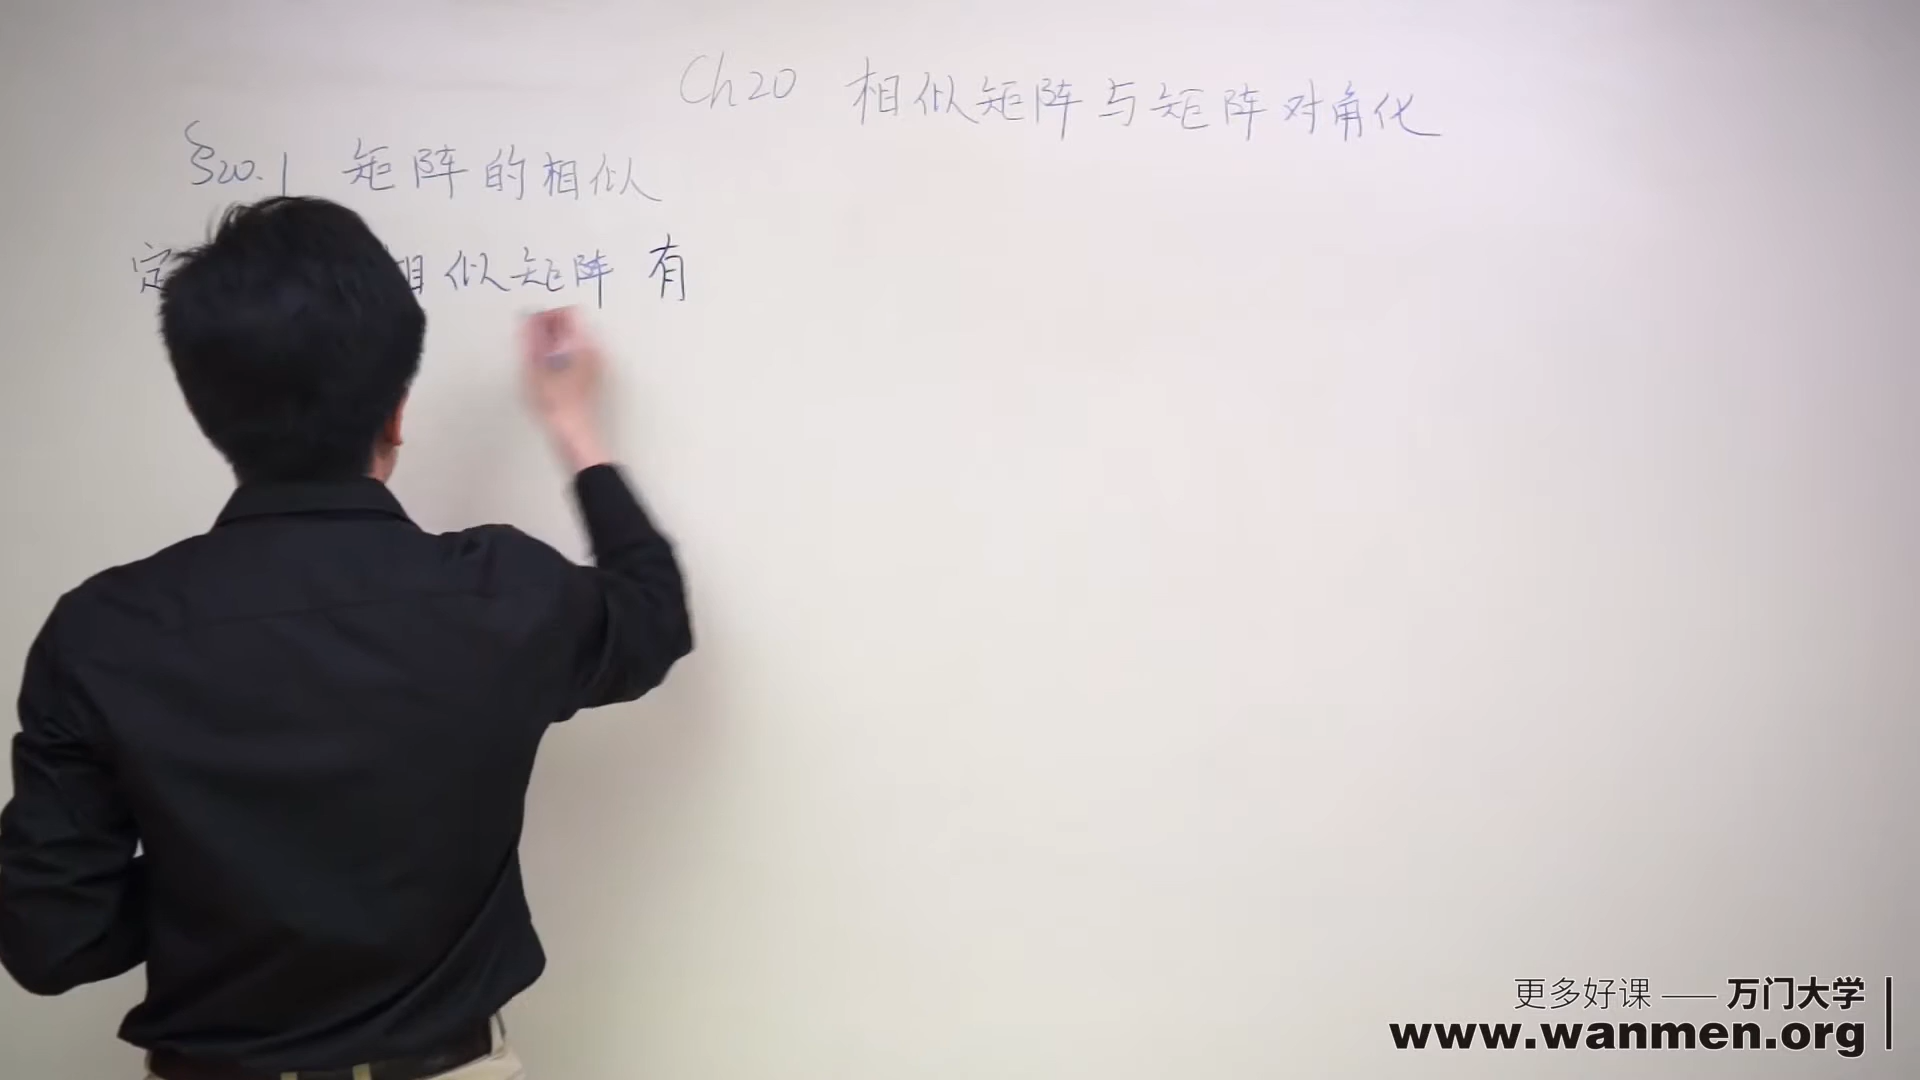 Ch20 相似矩阵与矩阵对角化
§20.1 矩阵的相似
定 相似矩阵 有
更多好课 —— 万门大学
www.wanmen.org